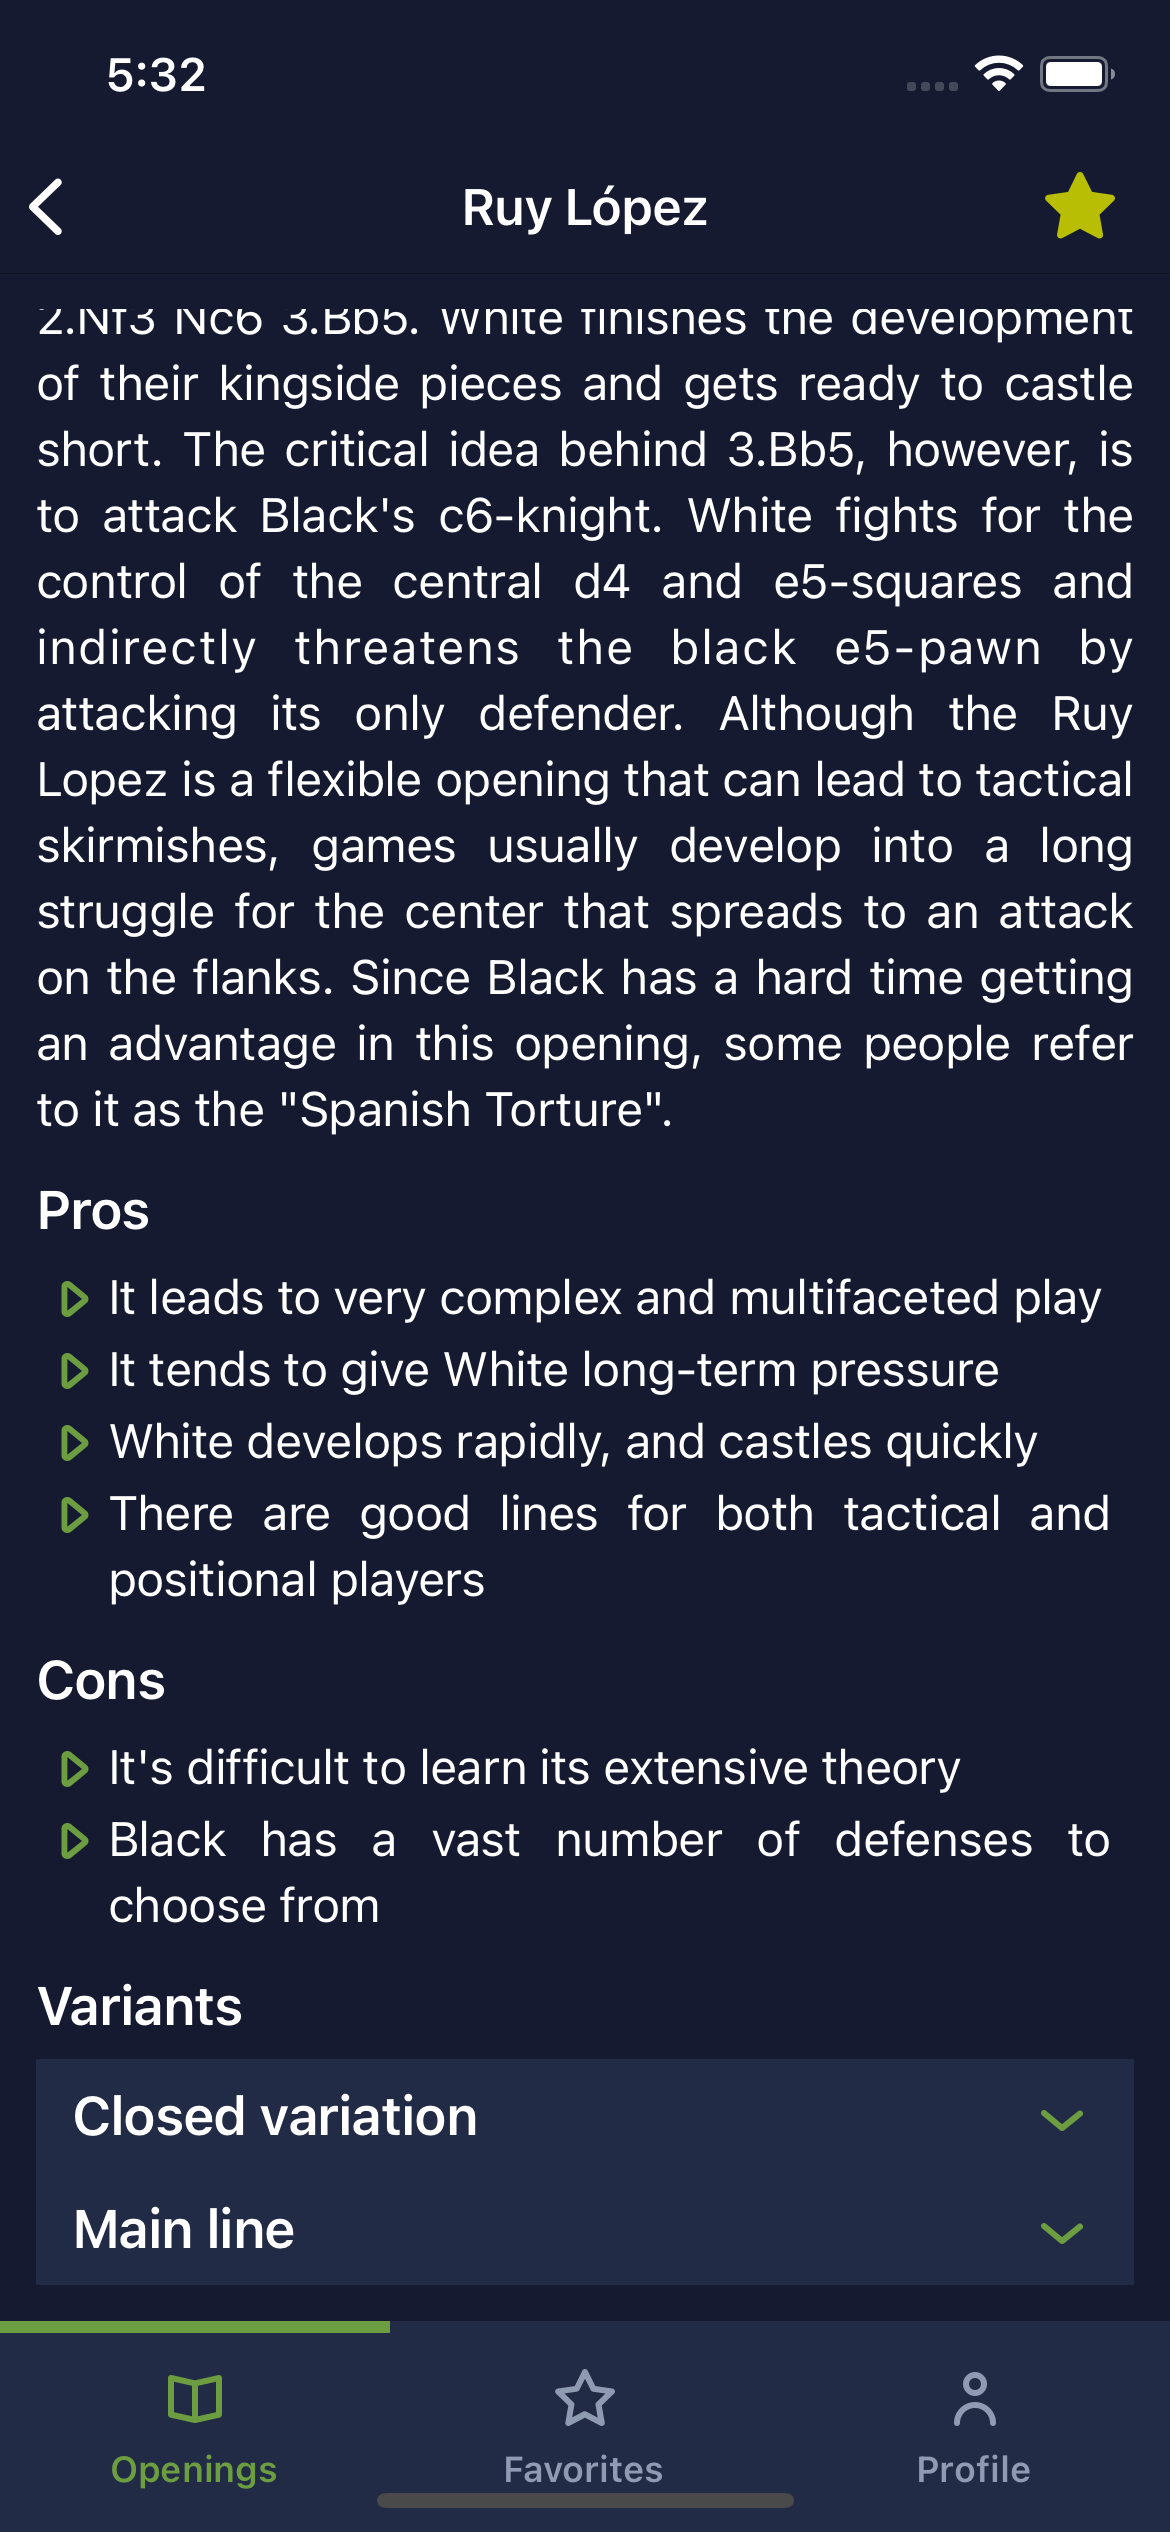 5:32
Ruy López
2.Nf3 Nc6 3.Bb5. White finishes the development
of their kingside pieces and gets ready to castle
short. The critical idea behind 3.Bb5, however, is
to attack Black's c6-knight. White fights for the
control of the central d4 and e5-squares and
indirectly threatens the black e5-pawn by
attacking its only defender. Although the Ruy
Lopez is a flexible opening that can lead to tactical
skirmishes, games usually develop into a long
struggle for the center that spreads to an attack
on the flanks. Since Black has a hard time getting
an advantage in this opening, some people refer
to it as the "Spanish Torture".
Pros
It leads to very complex and multifaceted play
It tends to give White long-term pressure
White develops rapidly, and castles quickly
There are good lines for both tactical and
positional players
Cons
It's difficult to learn its extensive theory
Black has a vast number of defenses to
choose from
Variants
Closed variation
Main line
Openings
Favorites
Profile